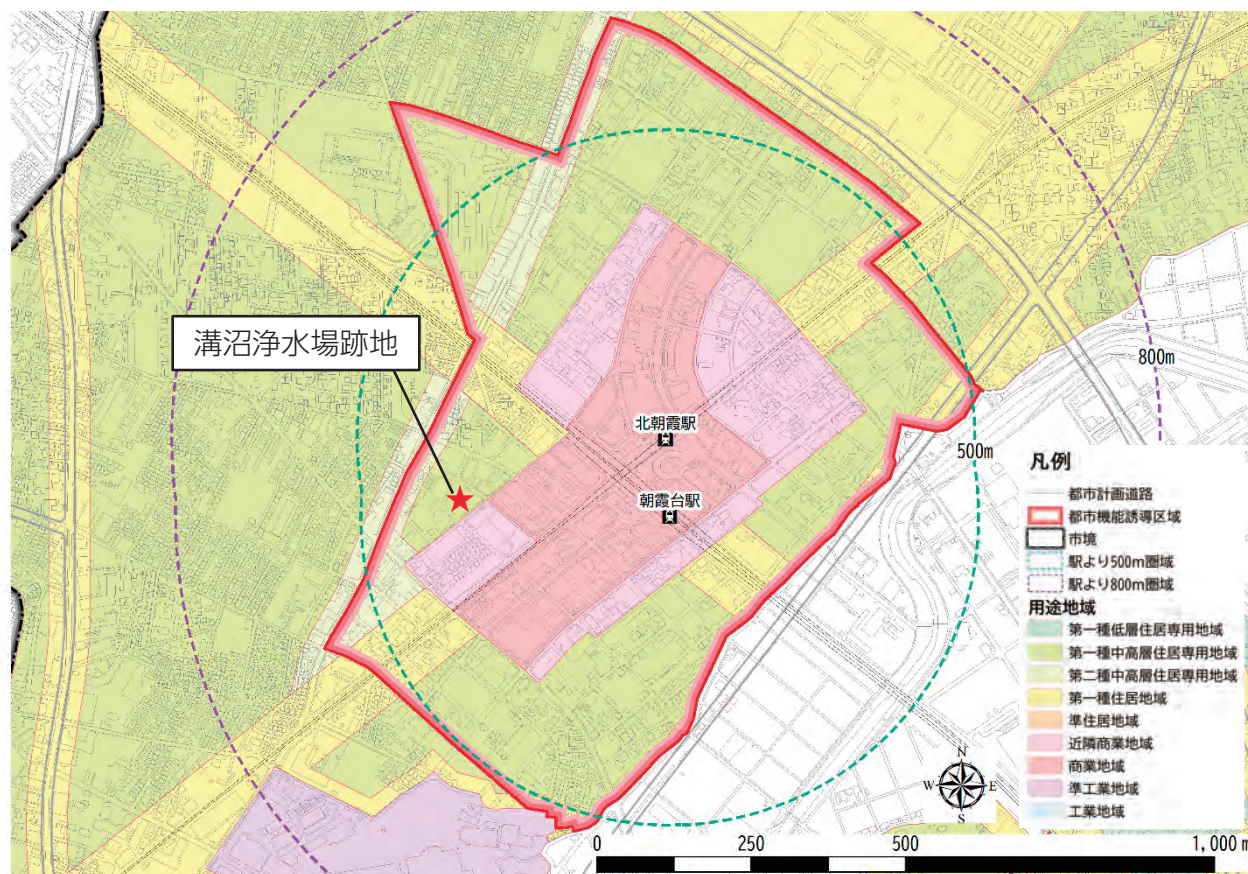 溝沼浄水場跡地
北朝霞駅
朝霞台駅
800m
500m
凡例
都市計画道路
都市機能誘導区域
市境
駅より500m圏域
駅より800m圏域
用途地域
第一種低層住居専用地域
第一種中高層住居専用地域
第二種中高層住居専用地域
第一種住居地域
準住居地域
近隣商業地域
商業地域
準工業地域
工業地域
N
W E
S
0 250 500 1,000 m